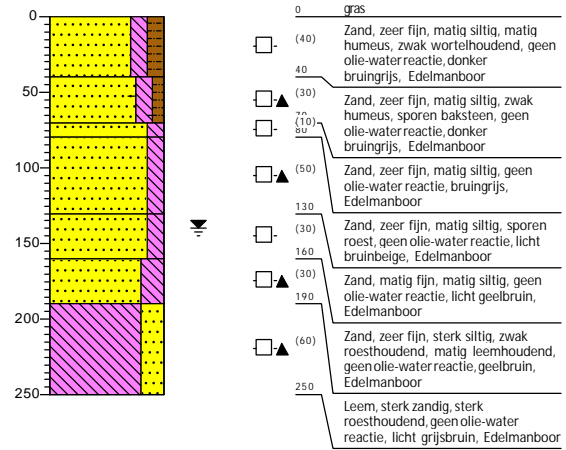 0
50
100
150
200
250
0 gras
(40)
Zand, zeer fijn, matig siltig, matig
humeus, zwak wortelhoudend, geen
olie-water reactie, donker
bruingrijs, Edelmanboor
40
(30)
Zand, zeer fijn, matig siltig, zwak
humeus, sporen baksteen, geen
olie-water reactie, donker
bruingrijs, Edelmanboor
70
(10)
80
(50)
Zand, zeer fijn, matig siltig, geen
olie-water reactie, bruingrijs,
Edelmanboor
130
(30)
Zand, zeer fijn, matig siltig, sporen
roest, geen olie-water reactie, licht
bruinbeige, Edelmanboor
160
(30)
Zand, matig fijn, matig siltig, geen
olie-water reactie, licht geelbruin,
Edelmanboor
190
(60)
Zand, zeer fijn, sterk siltig, zwak
roesthoudend, matig leemhoudend,
geen olie-water reactie, geelbruin,
Edelmanboor
250
Leem, sterk zandig, sterk
roesthoudend, geen olie-water
reactie, licht grijsbruin, Edelmanboor